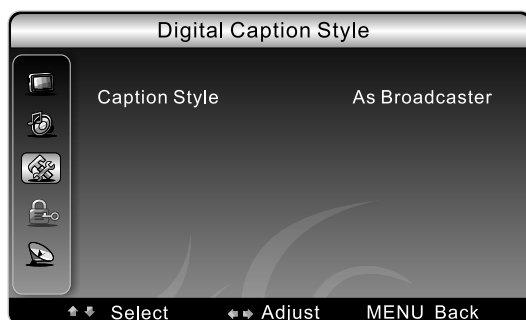 Digital Caption Style
Caption Style As Broadcaster
Select Adjust MENU Back